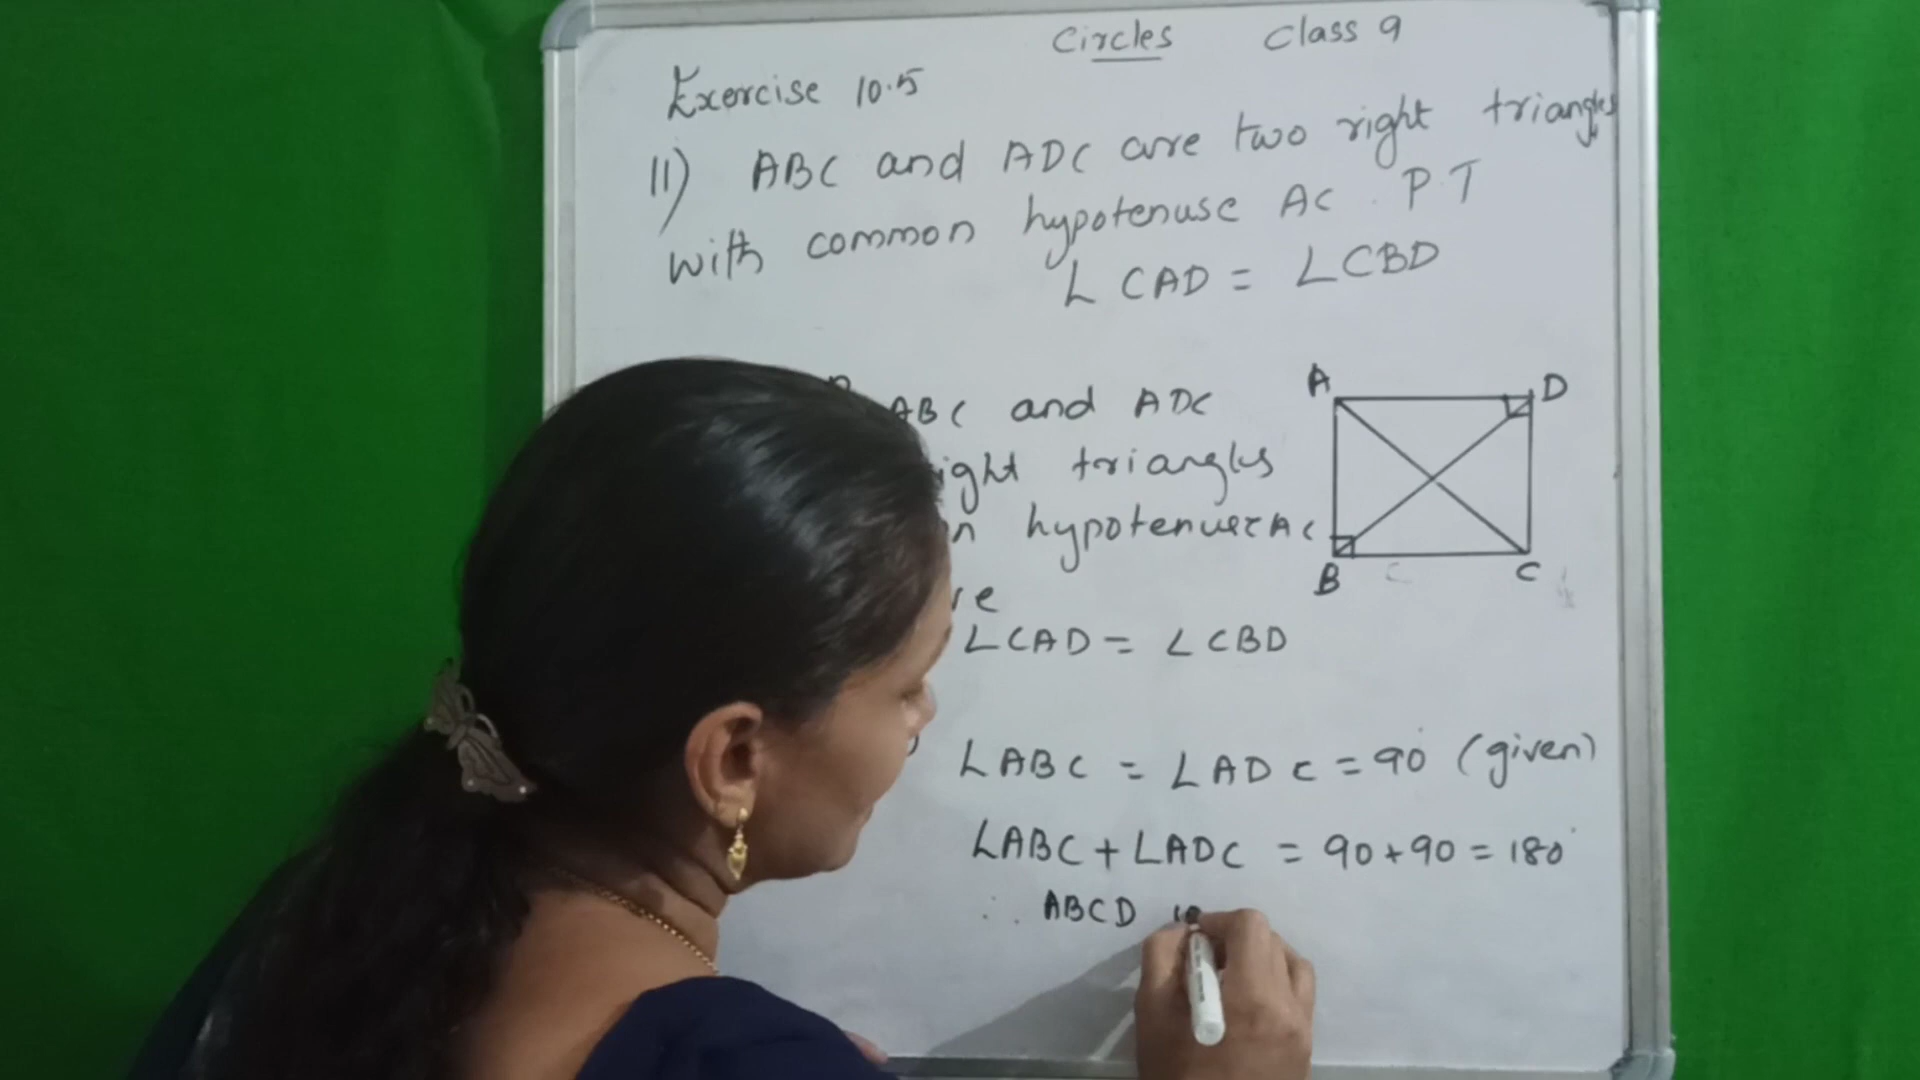 Circles Class 9
Exercise 10.5
11) ABC and ADC are two right triangles
with common hypotenuse AC . P.T
∠CAD = ∠CBD
ABC and ADC
triangles
hypotenuse AC
∠CAD = ∠CBD
∠ABC = ∠ADC = 90° (given)
∠ABC + ∠ADC = 90 + 90 = 180°
∴ ABCD
A
D
B
C
C